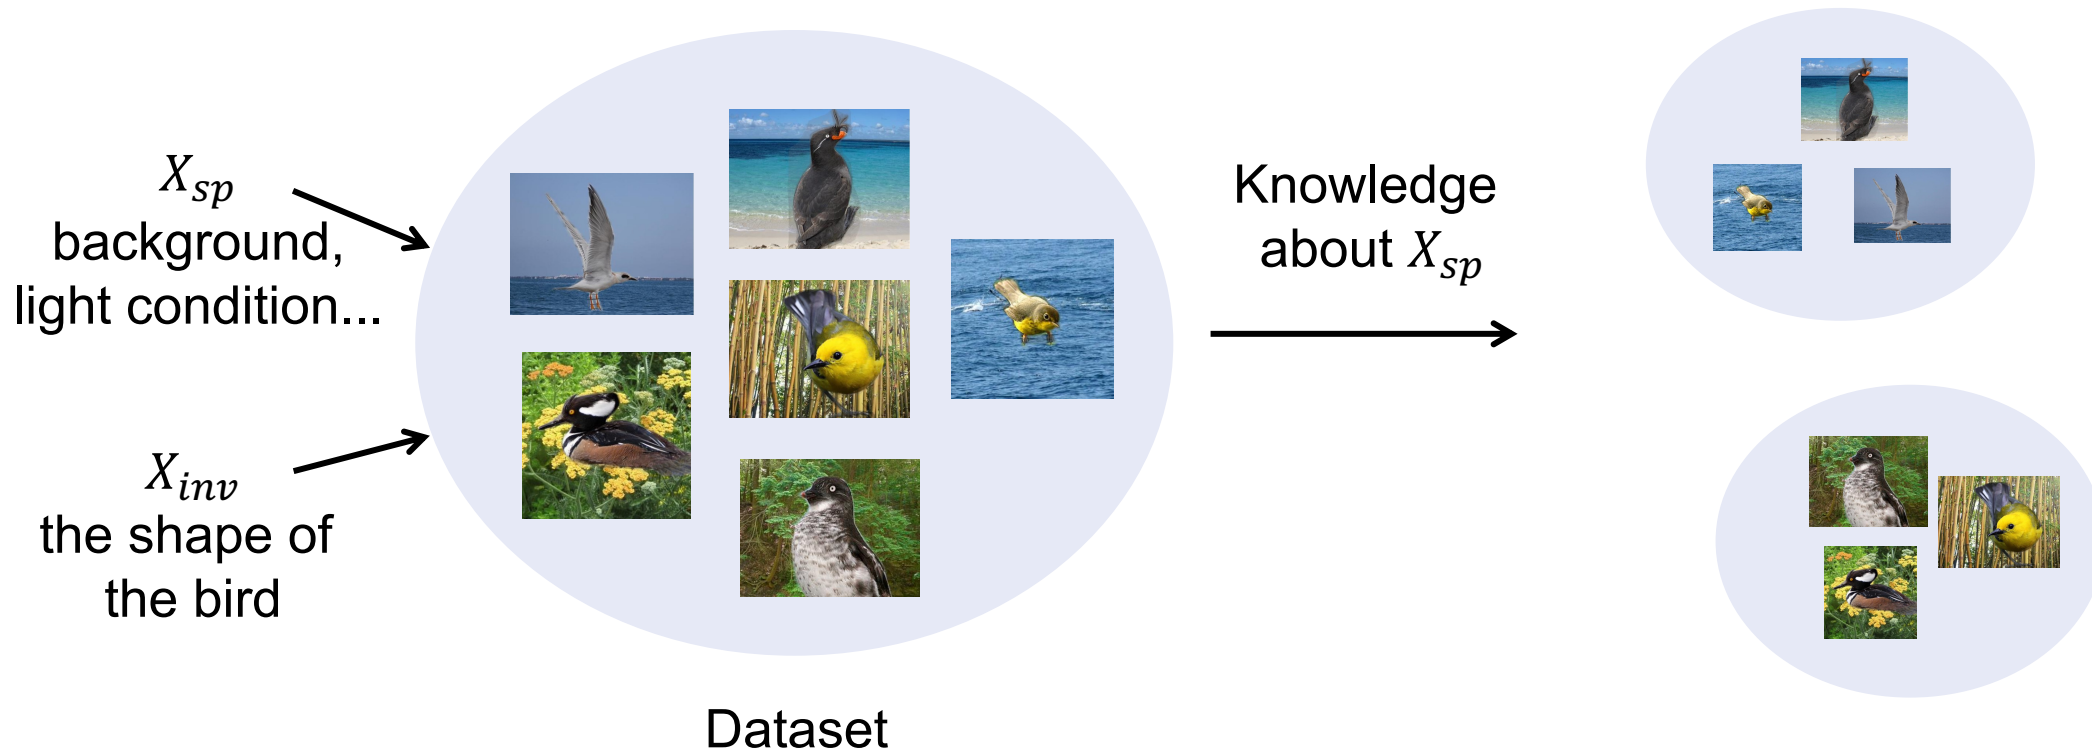 X_sp
background,
light condition...
X_inv
the shape of
the bird
Dataset
Knowledge
about X_sp